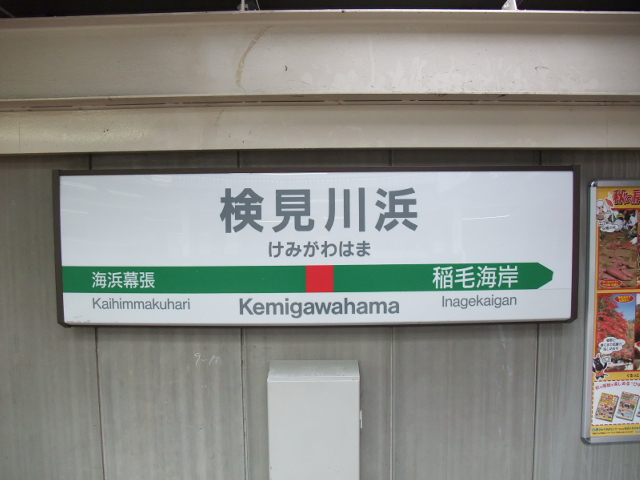 検見川浜
けみがわはま
海浜幕張 稲毛海岸
Kaihimmakuhari Kemigawahama Inagekaigan